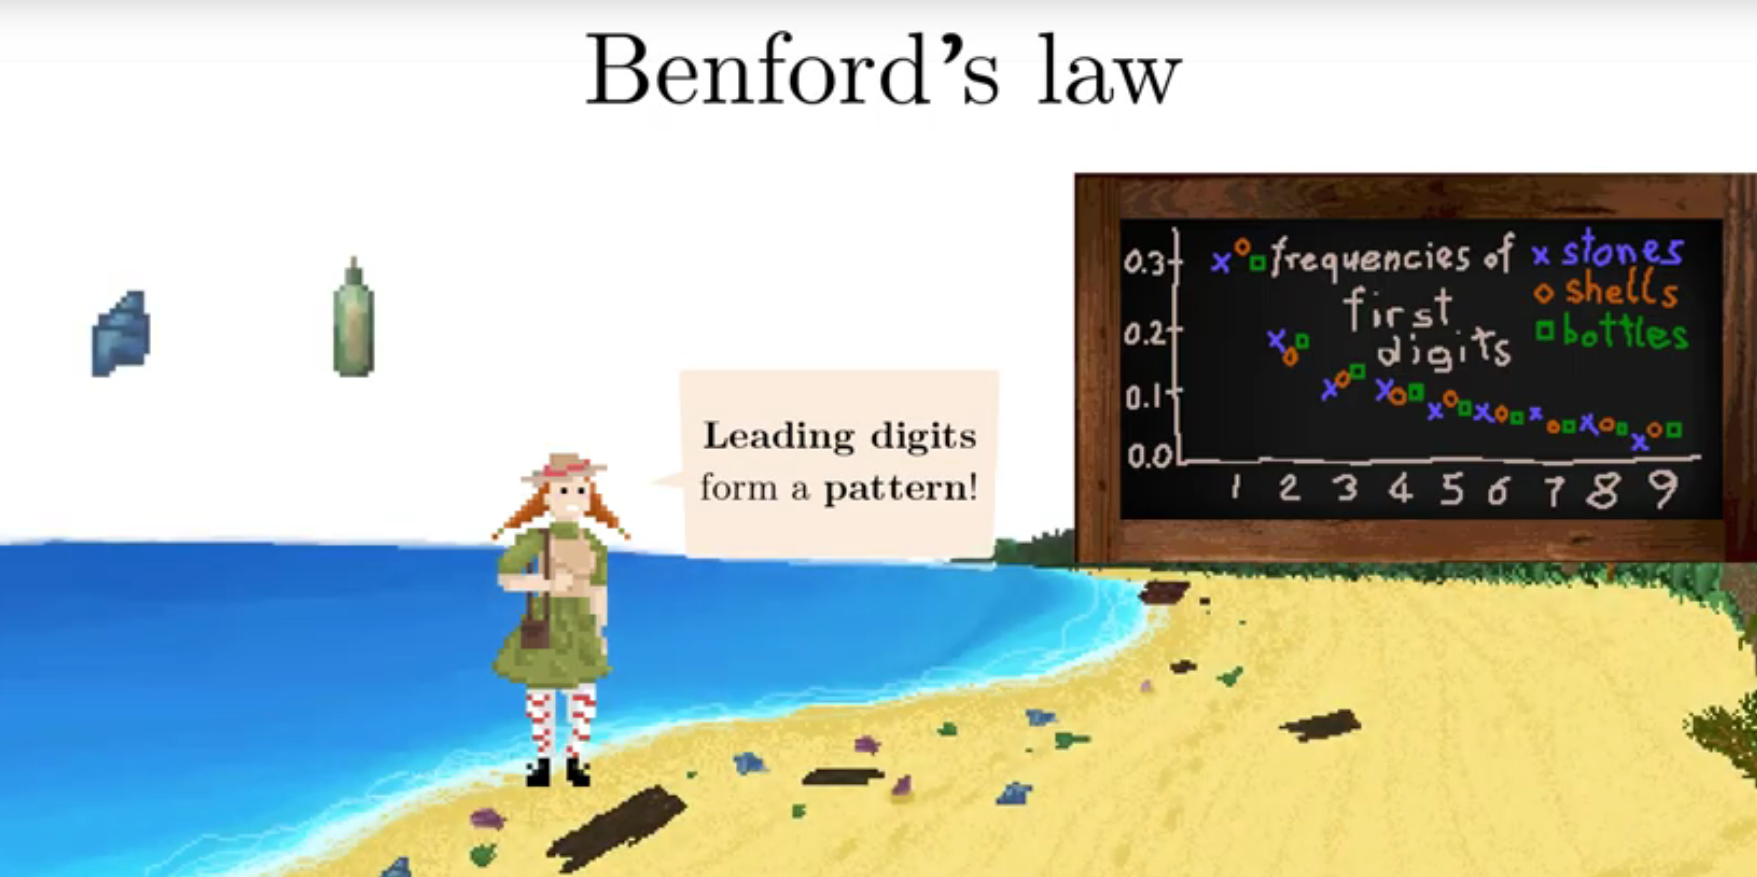 Benford's law
Leading digits
form a pattern!
0.3
0.2
0.1
0.0
frequencies of
first
digits
x stones
o shells
□ bottles
1 2 3 4 5 6 7 8 9